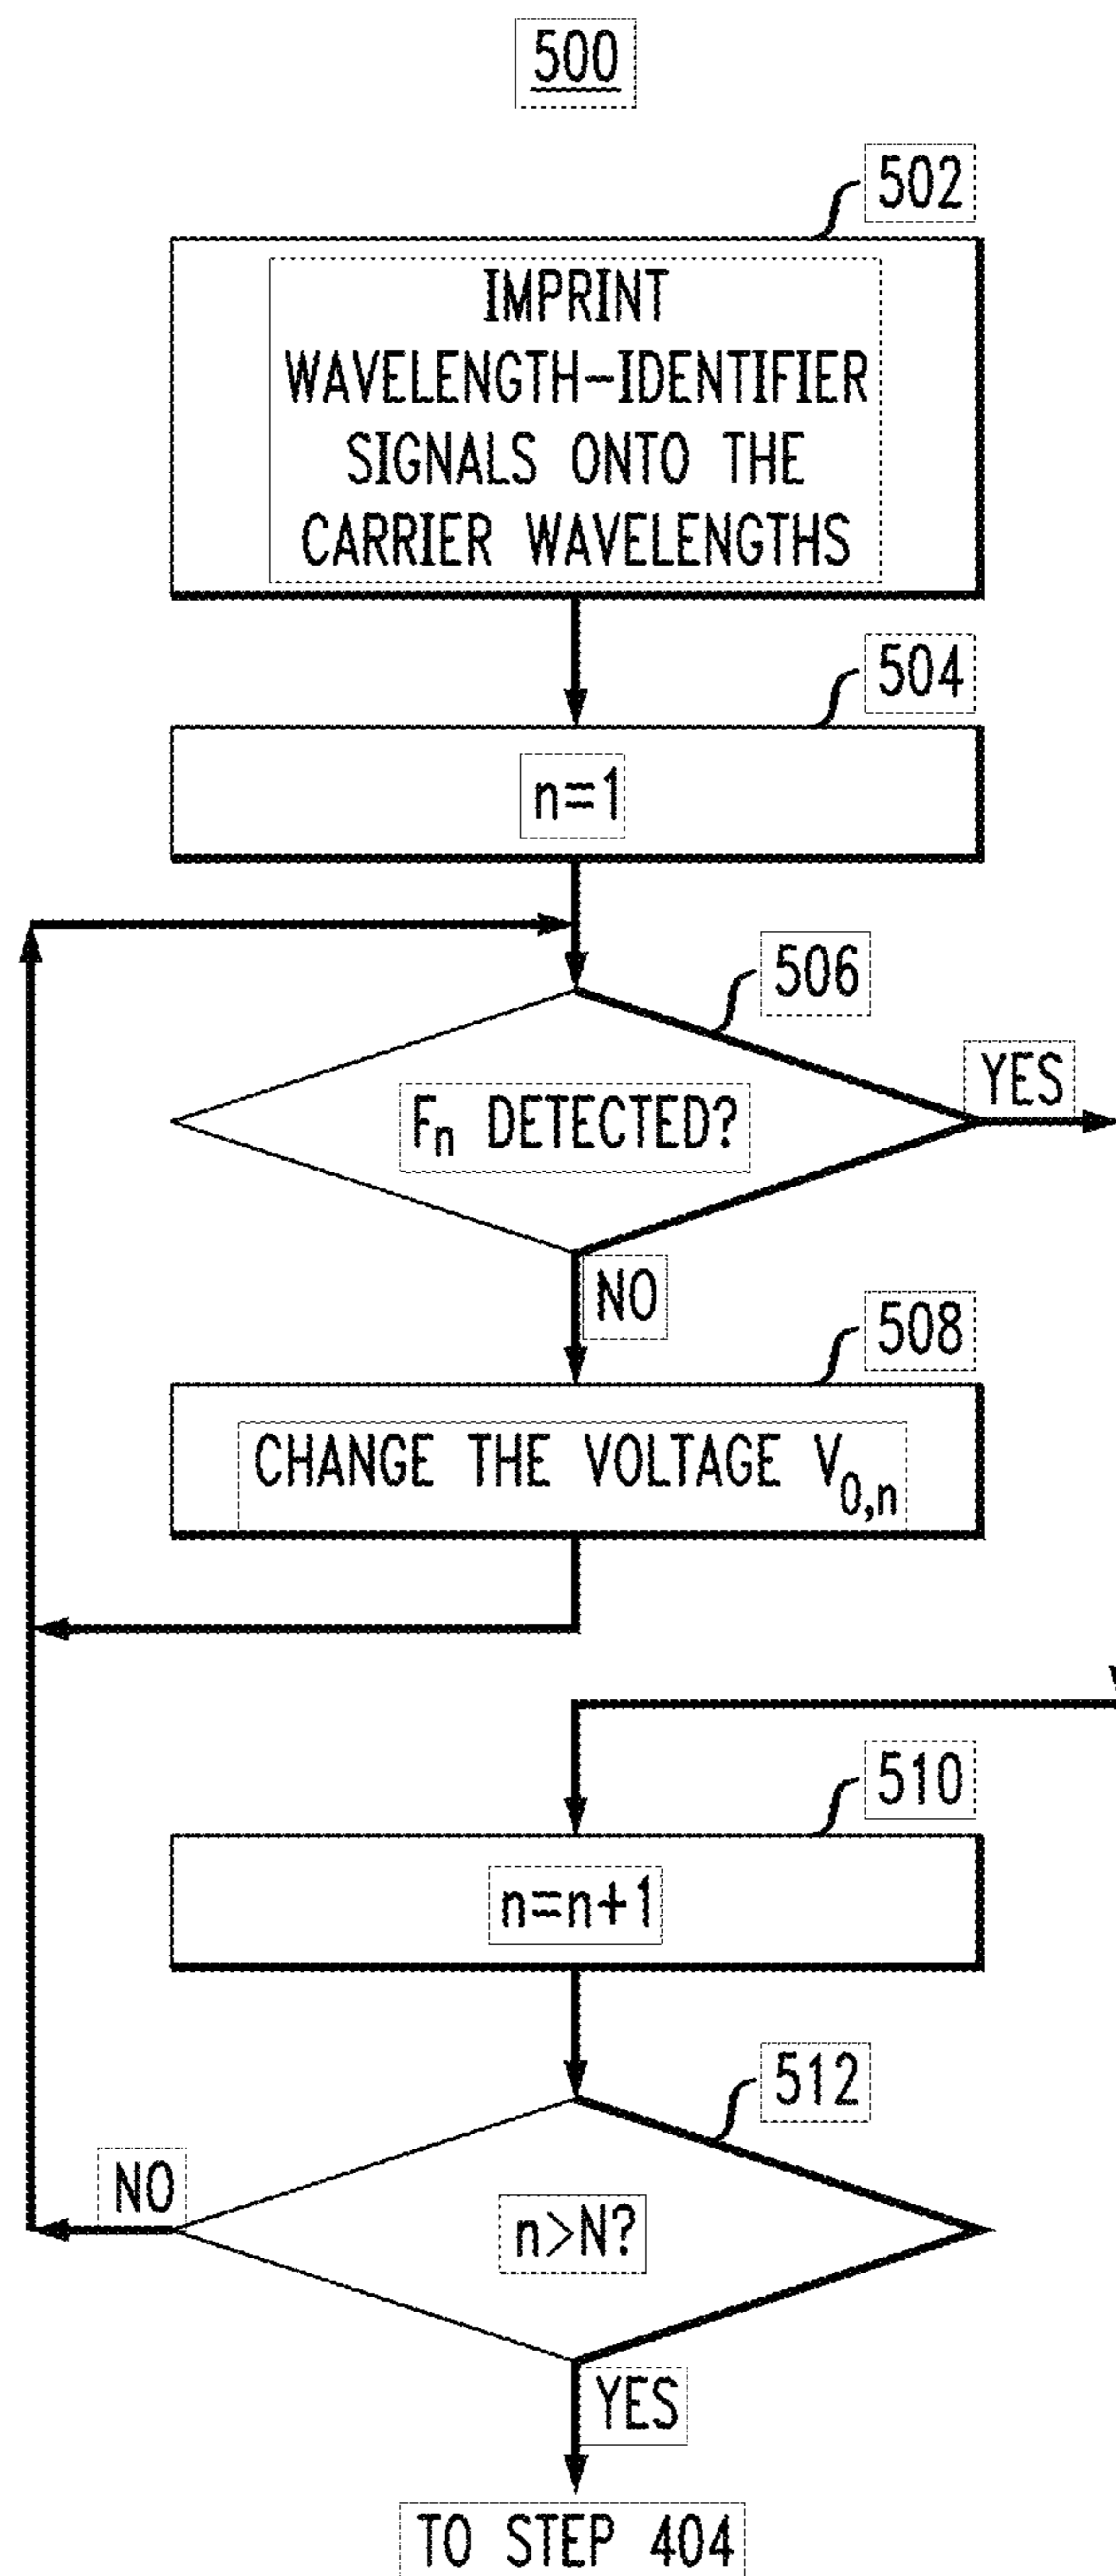 500
502
IMPRINT
WAVELENGTH-IDENTIFIER
SIGNALS ONTO THE
CARRIER WAVELENGTHS
504
n=1
506
YES
Fn DETECTED?
NO
508
CHANGE THE VOLTAGE V0,n
510
n=n+1
512
NO
n>N?
YES
TO STEP 404